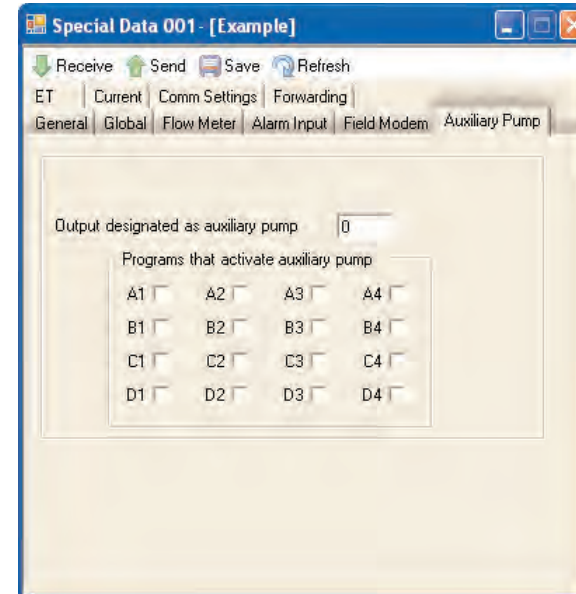 Special Data 001 - [Example]
Receive Send Save Refresh
ET Current Comm Settings Forwarding
General Global Flow Meter Alarm Input Field Modem Auxiliary Pump
Output designated as auxiliary pump 0
Programs that activate auxiliary pump
A1 A2 A3 A4
B1 B2 B3 B4
C1 C2 C3 C4
D1 D2 D3 D4